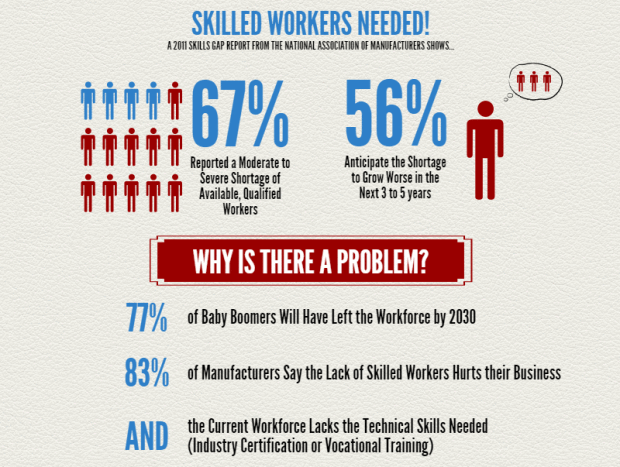 SKILLED WORKERS NEEDED!
A 2011 SKILLS GAP REPORT FROM THE NATIONAL ASSOCIATION OF MANUFACTURERS SHOWS...
67%
Reported a Moderate to
Severe Shortage of
Available, Qualified
Workers
56%
Anticipate the Shortage
to Grow Worse in the
Next 3 to 5 years
WHY IS THERE A PROBLEM?
77% of Baby Boomers Will Have Left the Workforce by 2030
83% of Manufacturers Say the Lack of Skilled Workers Hurts their Business
AND the Current Workforce Lacks the Technical Skills Needed
(Industry Certification or Vocational Training)